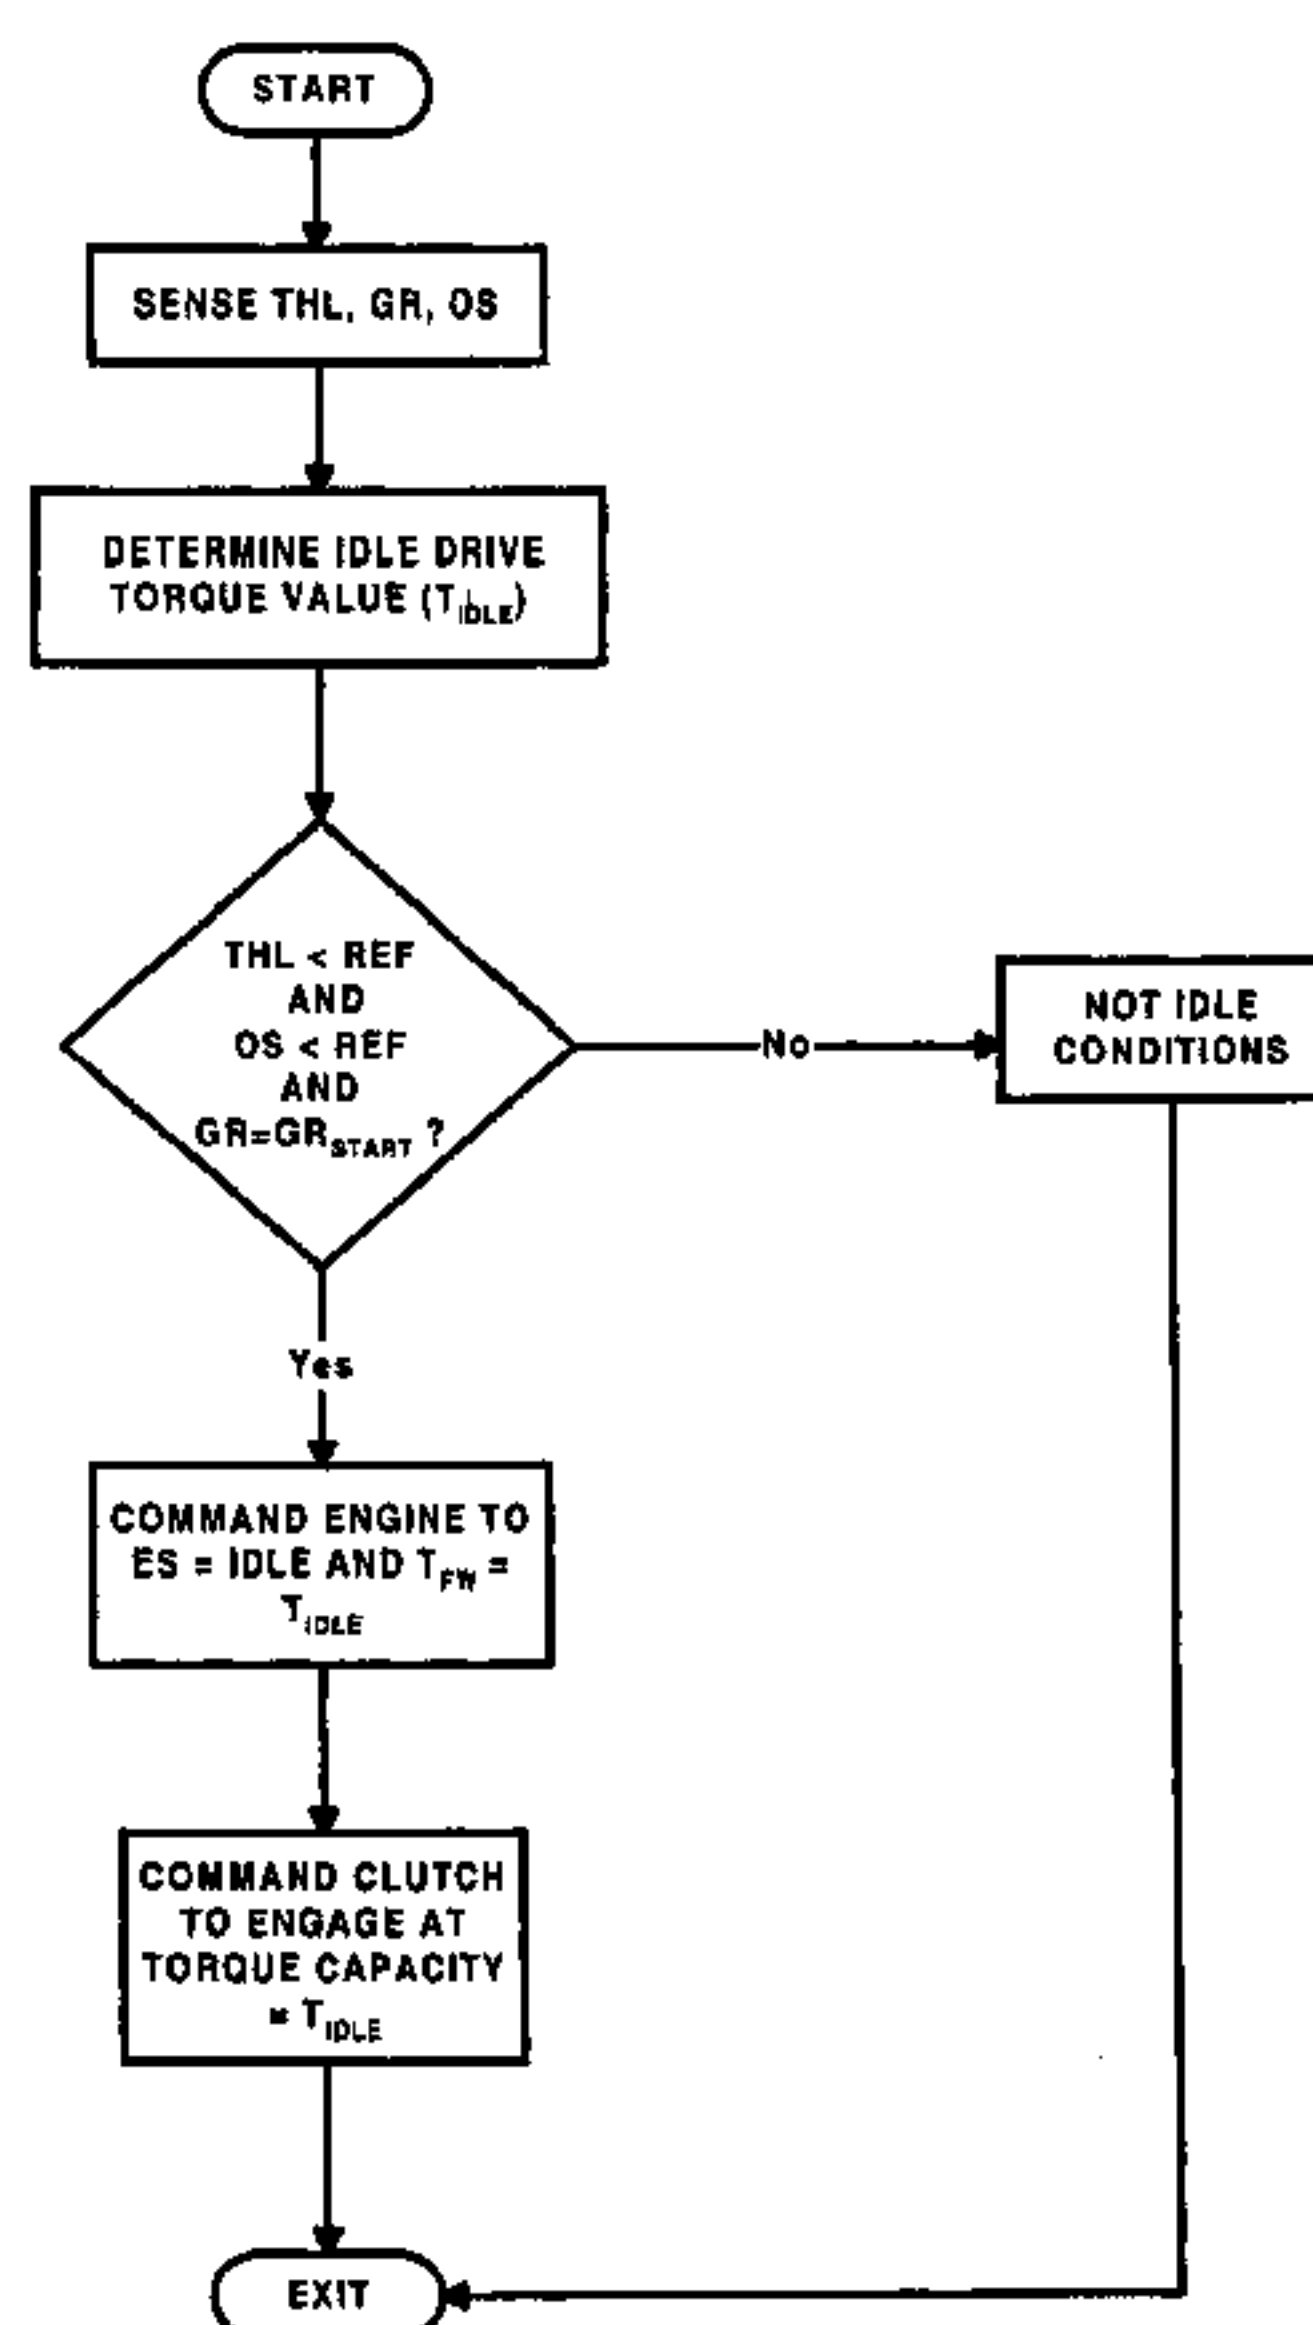 START
SENSE THL, GR, OS
DETERMINE IDLE DRIVE
TORQUE VALUE (TIDLE)
THL < REF
AND
OS < REF
AND
GR=GRSTART ?
No
NOT IDLE
CONDITIONS
Yes
COMMAND ENGINE TO
ES = IDLE AND TFW =
TIDLE
COMMAND CLUTCH
TO ENGAGE AT
TORQUE CAPACITY
= TIDLE
EXIT